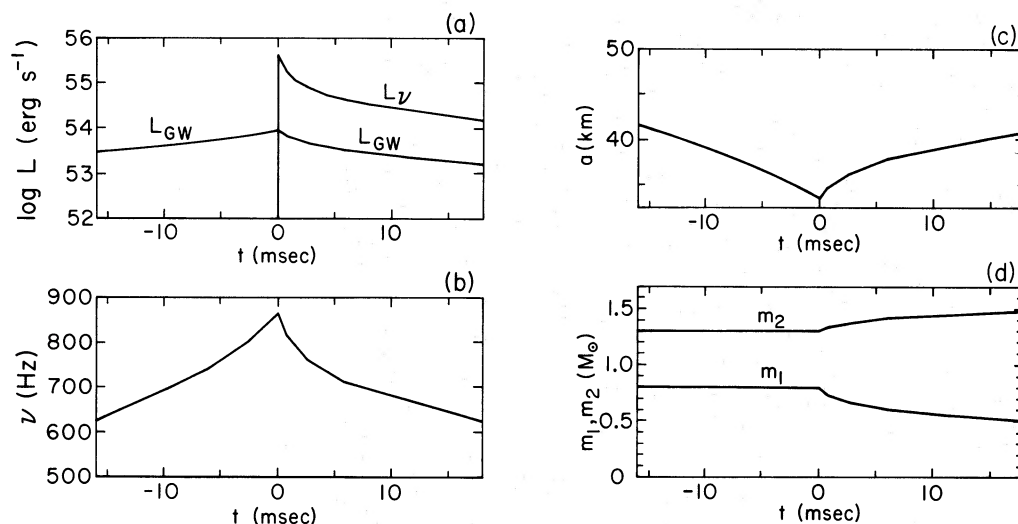 (a)
56
55
54
53
52
log L (erg s⁻¹)
L_GW
L_ν
L_GW
-10
0
10
t (msec)
(b)
900
800
700
600
500
ν (Hz)
-10
0
10
t (msec)
(c)
50
40
a (km)
-10
0
10
t (msec)
(d)
1.5
1.0
0.5
0
m₁, m₂ (M☉)
m₂
m₁
-10
0
10
t (msec)